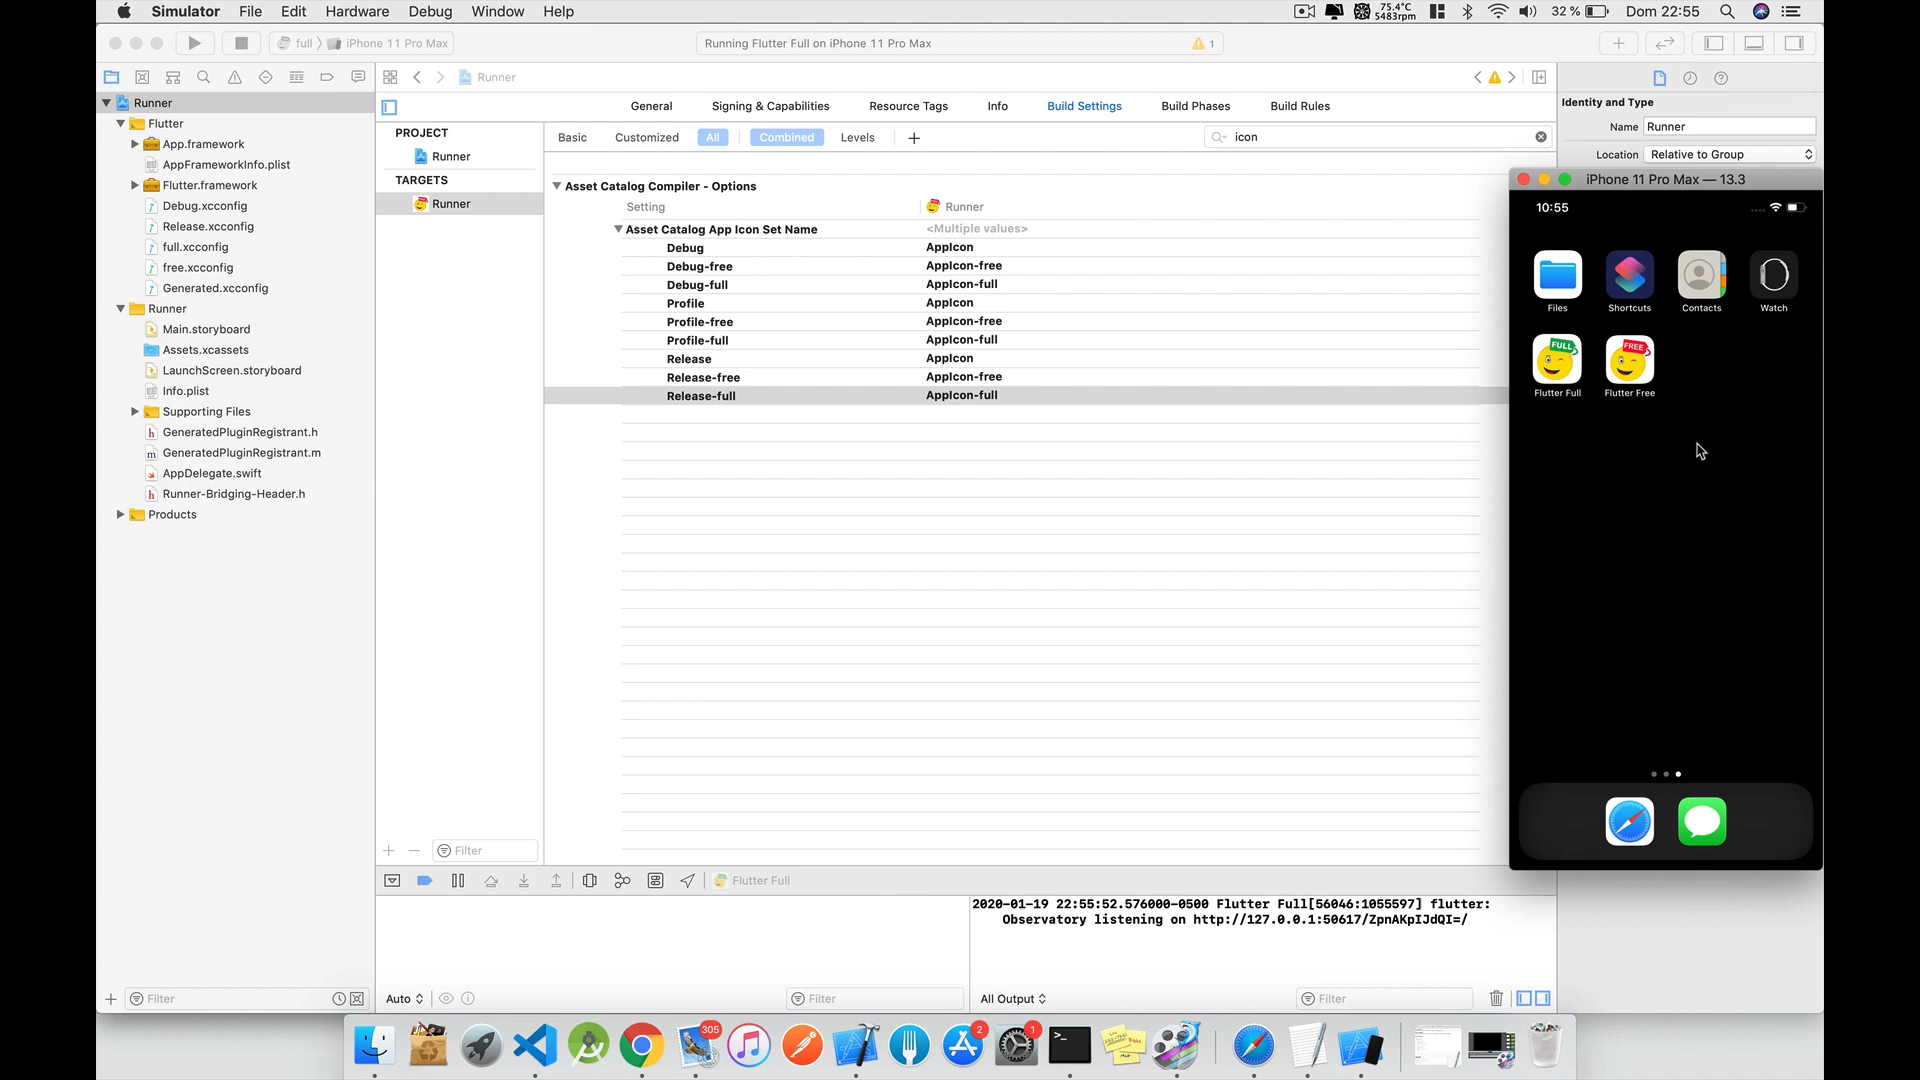 Simulator File Edit Hardware Debug Window Help
75.4°C
5483rpm
32 %
Dom 22:55
full
iPhone 11 Pro Max
Running Flutter Full on iPhone 11 Pro Max
1
Runner
Flutter
App.framework
AppFrameworkInfo.plist
Flutter.framework
Debug.xcconfig
Release.xcconfig
full.xcconfig
free.xcconfig
Generated.xcconfig
Runner
Main.storyboard
Assets.xcassets
LaunchScreen.storyboard
Info.plist
Supporting Files
h GeneratedPluginRegistrant.h
m GeneratedPluginRegistrant.m
AppDelegate.swift
h Runner-Bridging-Header.h
Products
Filter
Runner
General Signing & Capabilities Resource Tags Info Build Settings Build Phases Build Rules
PROJECT
Runner
TARGETS
Runner
Filter
Basic Customized All Combined Levels
icon
Asset Catalog Compiler - Options
Setting Runner
Asset Catalog App Icon Set Name <Multiple values>
Debug AppIcon
Debug-free AppIcon-free
Debug-full AppIcon-full
Profile AppIcon
Profile-free AppIcon-free
Profile-full AppIcon-full
Release AppIcon
Release-free AppIcon-free
Release-full AppIcon-full
Identity and Type
Name Runner
Location Relative to Group
iPhone 11 Pro Max — 13.3
10:55
Files Shortcuts Contacts Watch
FULL
FREE
Flutter Full Flutter Free
Flutter Full
2020-01-19 22:55:52.576000-0500 Flutter Full[56046:1055597] flutter:
Observatory listening on http://127.0.0.1:50617/ZpnAKpIJdQI=/
Auto
Filter
All Output
Filter
305
2
1